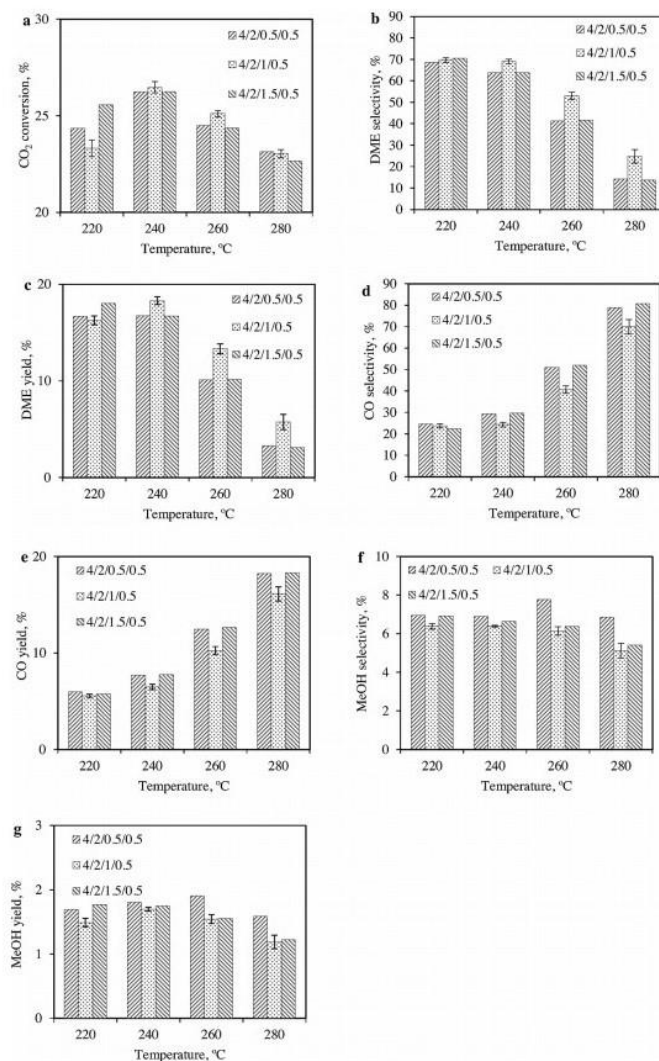 a
30
25
20
CO₂ conversion, %
4/2/0.5/0.5
4/2/1/0.5
4/2/1.5/0.5
220 240 260 280
Temperature, ºC
b
90
80
70
60
50
40
30
20
10
0
DME selectivity, %
4/2/0.5/0.5
4/2/1/0.5
4/2/1.5/0.5
220 240 260 280
Temperature, ºC
c
20
10
0
DME yield, %
4/2/0.5/0.5
4/2/1/0.5
4/2/1.5/0.5
220 240 260 280
Temperature, ºC
d
90
80
70
60
50
40
30
20
10
0
CO selectivity, %
4/2/0.5/0.5
4/2/1/0.5
4/2/1.5/0.5
220 240 260 280
Temperature, ºC
e
20
10
0
CO yield, %
4/2/0.5/0.5
4/2/1/0.5
4/2/1.5/0.5
220 240 260 280
Temperature, ºC
f
10
8
6
4
2
0
MeOH selectivity, %
4/2/0.5/0.5 4/2/1/0.5
4/2/1.5/0.5
220 240 260 280
Temperature, ºC
g
3
2
1
0
MeOH yield, %
4/2/0.5/0.5
4/2/1/0.5
4/2/1.5/0.5
220 240 260 280
Temperature, ºC